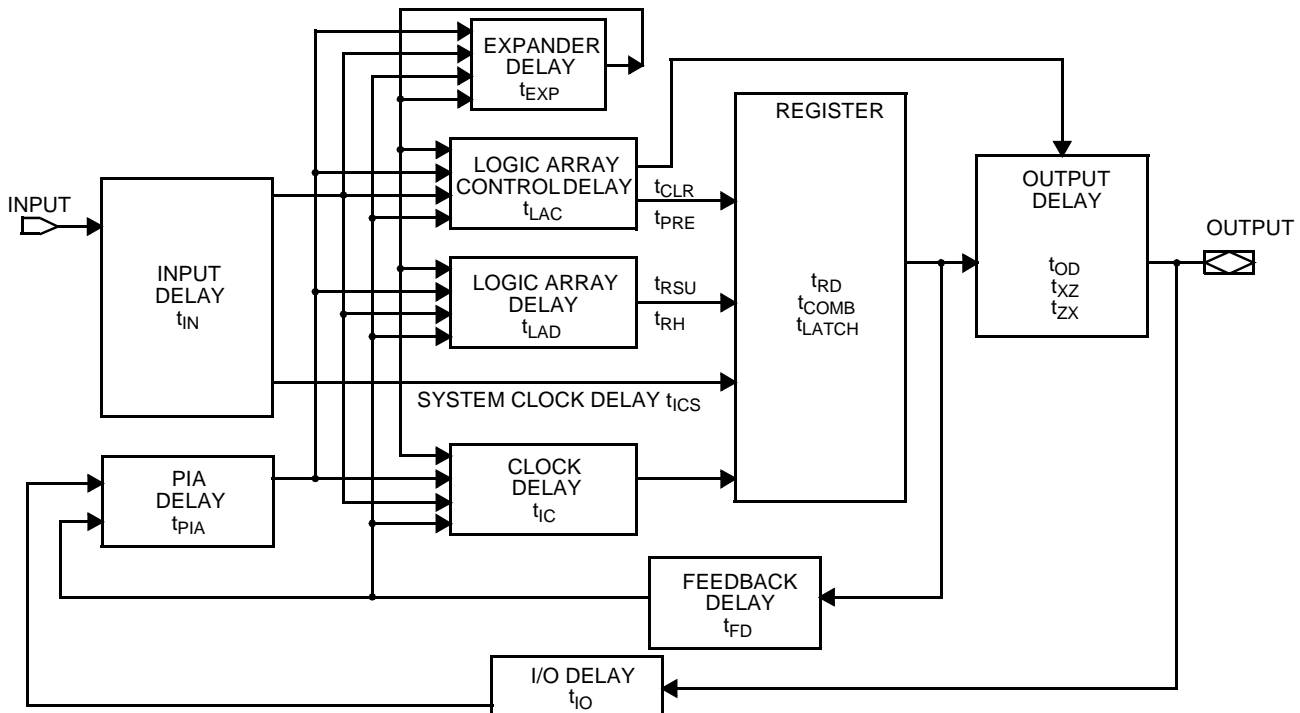 EXPANDER
DELAY
tEXP
REGISTER
LOGIC ARRAY
CONTROL DELAY
tLAC
tCLR
tPRE
OUTPUT
DELAY
tOD
tXZ
tZX
INPUT
OUTPUT
INPUT
DELAY
tIN
LOGIC ARRAY
DELAY
tLAD
tRSU
tRH
tRD
tCOMB
tLATCH
SYSTEM CLOCK DELAY tICS
PIA
DELAY
tPIA
CLOCK
DELAY
tIC
FEEDBACK
DELAY
tFD
I/O DELAY
tIO